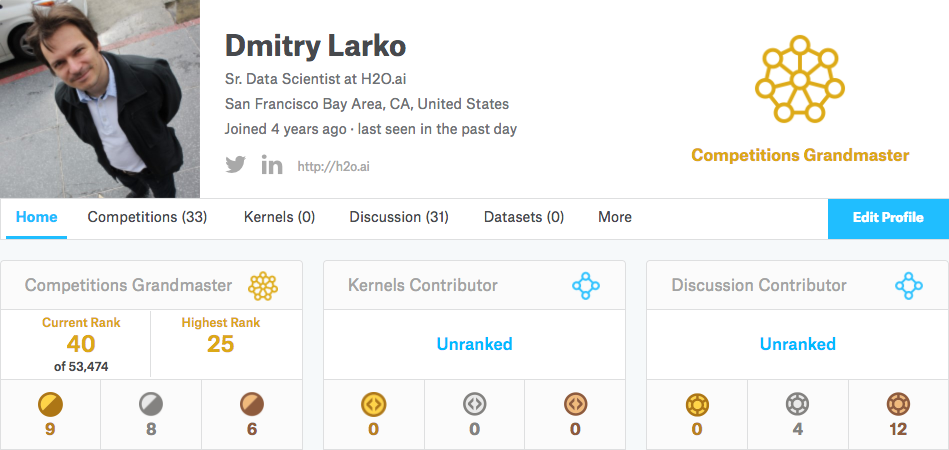 Dmitry Larko
Sr. Data Scientist at H2O.ai
San Francisco Bay Area, CA, United States
Joined 4 years ago · last seen in the past day
in http://h2o.ai
Competitions Grandmaster
Home Competitions (33) Kernels (0) Discussion (31) Datasets (0) More Edit Profile
Competitions Grandmaster
Current Rank Highest Rank
40 25
of 53,474
9 8 6
Kernels Contributor
Unranked
0 0 0
Discussion Contributor
Unranked
0 4 12